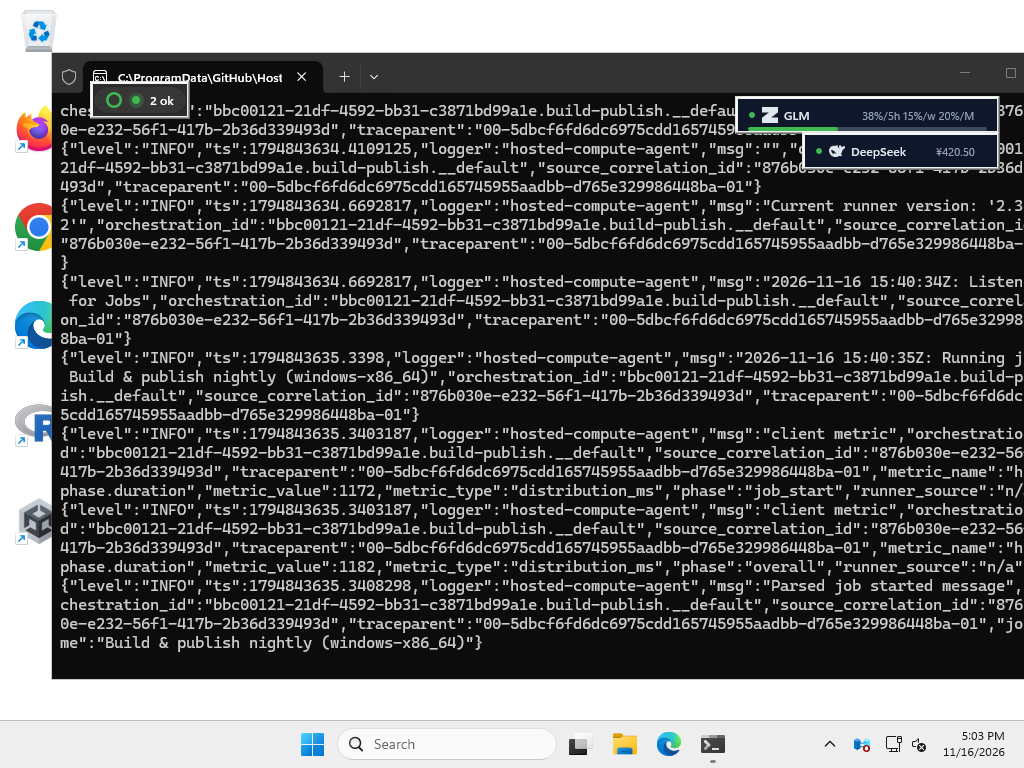 C:\ProgramData\GitHub\Host
2 ok
GLM 38%/5h 15%/w 20%/M
DeepSeek ¥420.50
":"bbc00121-21df-4592-bb31-c3871bd99a1e.build-publish.__defau
0e-e232-56f1-417b-2b36d339493d","traceparent":"00-5dbcf6fd6dc6975cdd165745955aadbb-d765e329986448ba-
{"level":"INFO","ts":1794843634.4109125,"logger":"hosted-compute-agent","msg":"",
21df-4592-bb31-c3871bd99a1e.build-publish.__default","source_correlation_id":"876b030e-e232-56f1-417b-2b36d
493d","traceparent":"00-5dbcf6fd6dc6975cdd165745955aadbb-d765e329986448ba-01"}
{"level":"INFO","ts":1794843634.6692817,"logger":"hosted-compute-agent","msg":"Current runner version: '2.3
2'","orchestration_id":"bbc00121-21df-4592-bb31-c3871bd99a1e.build-publish.__default","source_correlation_i
"876b030e-e232-56f1-417b-2b36d339493d","traceparent":"00-5dbcf6fd6dc6975cdd165745955aadbb-d765e329986448ba-
}
{"level":"INFO","ts":1794843634.6692817,"logger":"hosted-compute-agent","msg":"2026-11-16 15:40:34Z: Listen
for Jobs","orchestration_id":"bbc00121-21df-4592-bb31-c3871bd99a1e.build-publish.__default","source_correl
on_id":"876b030e-e232-56f1-417b-2b36d339493d","traceparent":"00-5dbcf6fd6dc6975cdd165745955aadbb-d765e32998
8ba-01"}
{"level":"INFO","ts":1794843635.3398,"logger":"hosted-compute-agent","msg":"2026-11-16 15:40:35Z: Running j
Build & publish nightly (windows-x86_64)","orchestration_id":"bbc00121-21df-4592-bb31-c3871bd99a1e.build-p
ish.__default","source_correlation_id":"876b030e-e232-56f1-417b-2b36d339493d","traceparent":"00-5dbcf6fd6dc
5cdd165745955aadbb-d765e329986448ba-01"}
{"level":"INFO","ts":1794843635.3403187,"logger":"hosted-compute-agent","msg":"client metric","orchestratio
d":"bbc00121-21df-4592-bb31-c3871bd99a1e.build-publish.__default","source_correlation_id":"876b030e-e232-56
417b-2b36d339493d","traceparent":"00-5dbcf6fd6dc6975cdd165745955aadbb-d765e329986448ba-01","metric_name":"h
phase.duration","metric_value":1172,"metric_type":"distribution_ms","phase":"job_start","runner_source":"n/
{"level":"INFO","ts":1794843635.3403187,"logger":"hosted-compute-agent","msg":"client metric","orchestratio
d":"bbc00121-21df-4592-bb31-c3871bd99a1e.build-publish.__default","source_correlation_id":"876b030e-e232-56
417b-2b36d339493d","traceparent":"00-5dbcf6fd6dc6975cdd165745955aadbb-d765e329986448ba-01","metric_name":"h
phase.duration","metric_value":1182,"metric_type":"distribution_ms","phase":"overall","runner_source":"n/a"
{"level":"INFO","ts":1794843635.3408298,"logger":"hosted-compute-agent","msg":"Parsed job started message",
chestration_id":"bbc00121-21df-4592-bb31-c3871bd99a1e.build-publish.__default","source_correlation_id":"876
0e-e232-56f1-417b-2b36d339493d","traceparent":"00-5dbcf6fd6dc6975cdd165745955aadbb-d765e329986448ba-01","jo
me":"Build & publish nightly (windows-x86_64)"}
Search
5:03 PM
11/16/2026